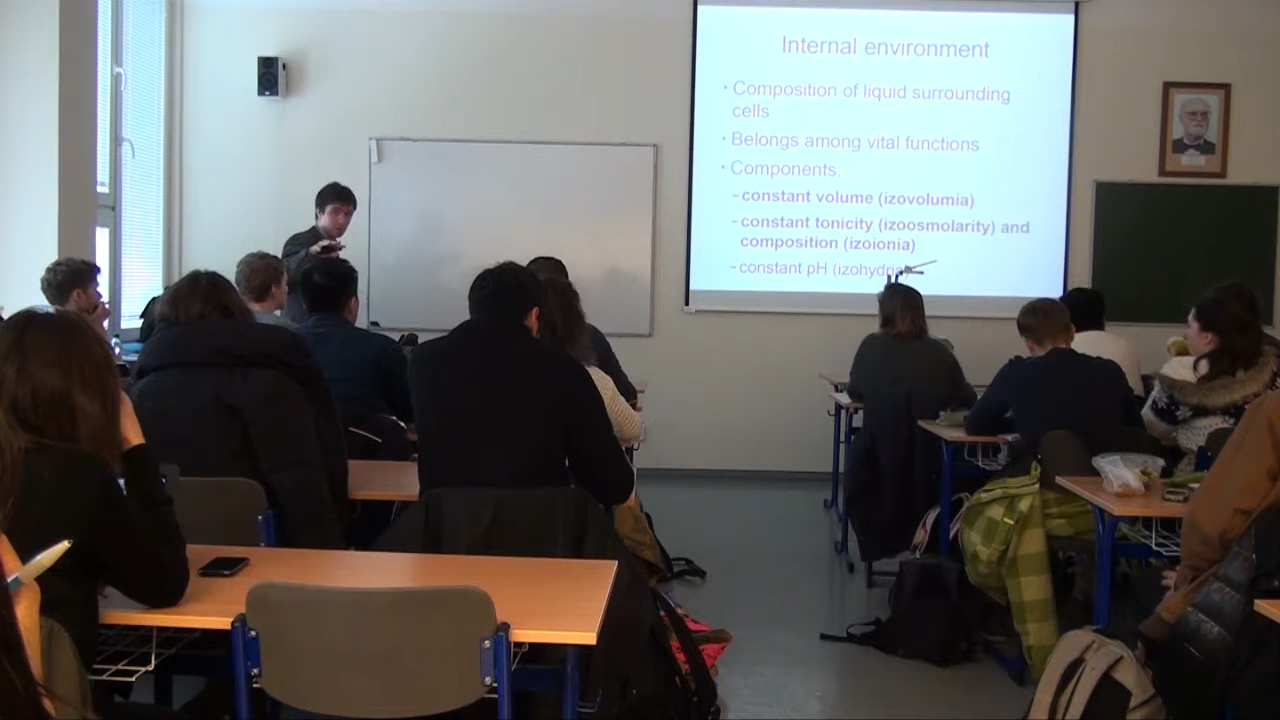 Internal environment
• Composition of liquid surrounding
cells
• Belongs among vital functions
• Components:
–constant volume (izovolumia)
–constant tonicity (izoosmolarity) and
composition (izoionia)
–constant pH (izohydria)